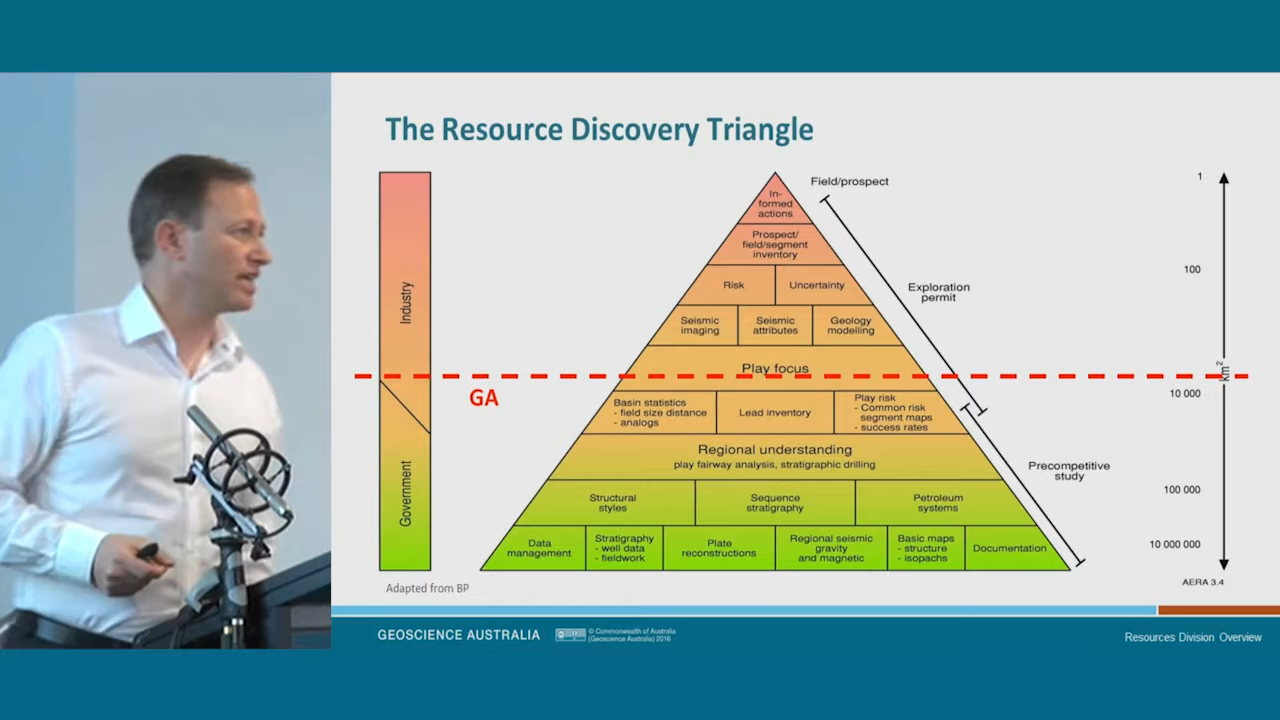 The Resource Discovery Triangle
Industry
Government
GA
In-
formed
actions
Prospect/
field/segment
inventory
Risk
Uncertainty
Seismic
imaging
Seismic
attributes
Geology
modelling
Play focus
Basin statistics
- field size distance
- analogs
Lead inventory
Play risk
- Common risk
segment maps
- success rates
Regional understanding
play fairway analysis, stratigraphic drilling
Structural
styles
Sequence
stratigraphy
Petroleum
systems
Data
management
Stratigraphy
- well data
- fieldwork
Plate
reconstructions
Regional seismic
gravity
and magnetic
Basic maps
- structure
- isopachs
Documentation
Field/prospect
Exploration
permit
Precompetitive
study
1
100
km²
10 000
100 000
10 000 000
AERA 3.4
Adapted from BP
GEOSCIENCE AUSTRALIA
© Commonwealth of Australia
(Geoscience Australia) 2016
Resources Division Overview